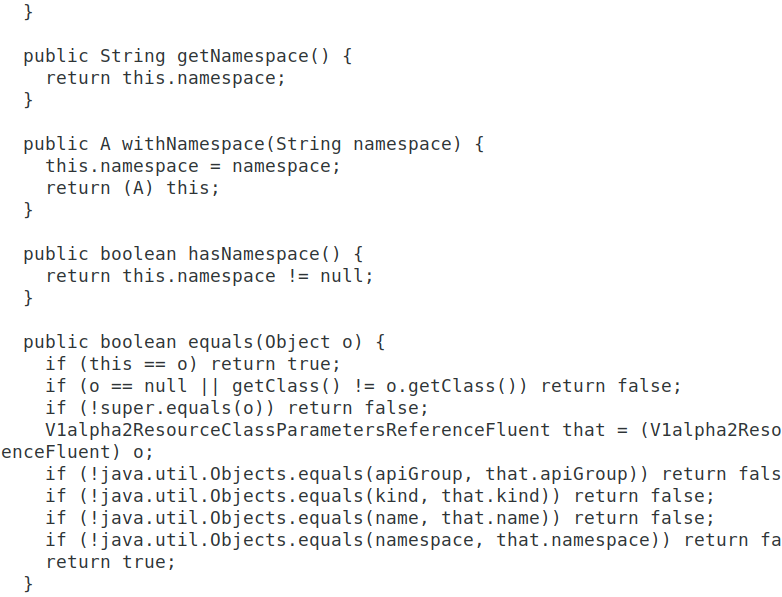 }
public String getNamespace() {
return this.namespace;
}
public A withNamespace(String namespace) {
this.namespace = namespace;
return (A) this;
}
public boolean hasNamespace() {
return this.namespace != null;
}
public boolean equals(Object o) {
if (this == o) return true;
if (o == null || getClass() != o.getClass()) return false;
if (!super.equals(o)) return false;
V1alpha2ResourceClassParametersReferenceFluent that = (V1alpha2Reso
enceFluent) o;
if (!java.util.Objects.equals(apiGroup, that.apiGroup)) return fals
if (!java.util.Objects.equals(kind, that.kind)) return false;
if (!java.util.Objects.equals(name, that.name)) return false;
if (!java.util.Objects.equals(namespace, that.namespace)) return fa
return true;
}